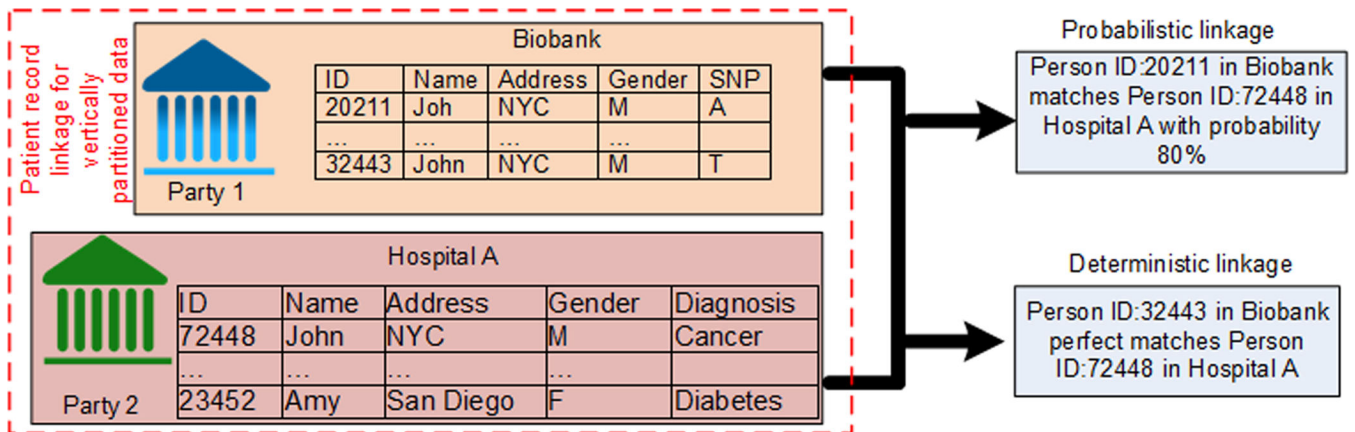 Patient record
linkage for
vertically
partitioned data
Biobank
ID Name Address Gender SNP
20211 Joh NYC M A
... ... ... ...
32443 John NYC M T
Party 1
Hospital A
ID Name Address Gender Diagnosis
72448 John NYC M Cancer
... ... ... ...
23452 Amy San Diego F Diabetes
Party 2
Probabilistic linkage
Person ID:20211 in Biobank
matches Person ID:72448 in
Hospital A with probability
80%
Deterministic linkage
Person ID:32443 in Biobank
perfect matches Person
ID:72448 in Hospital A